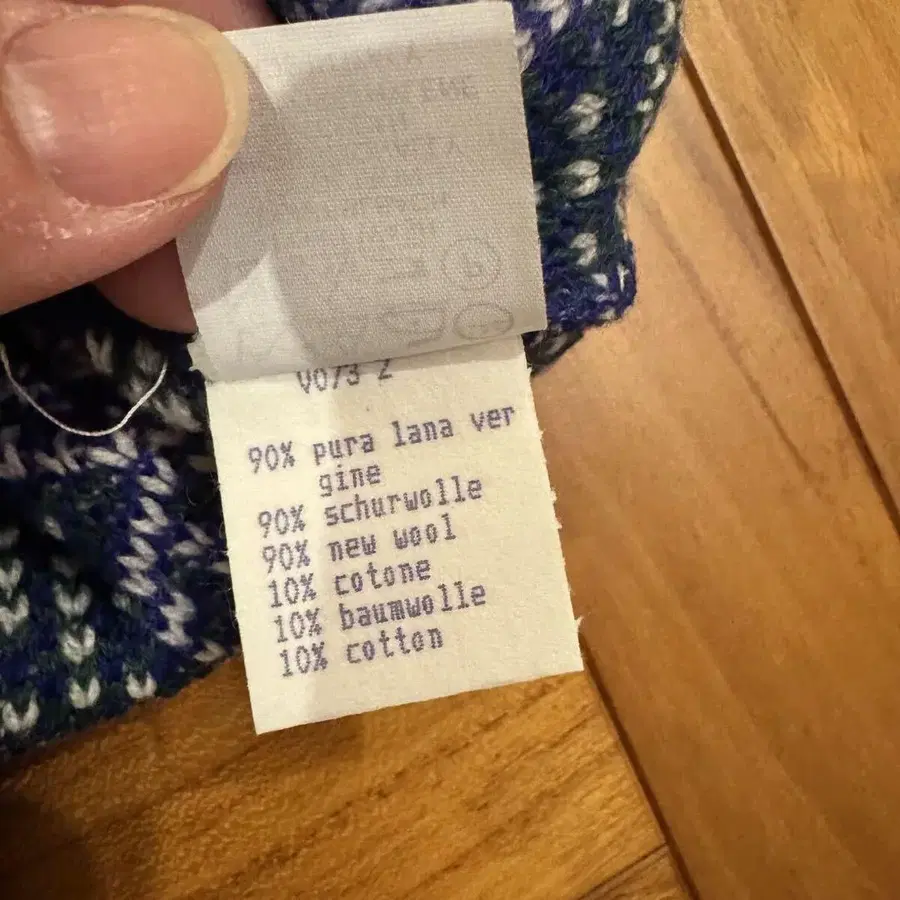 V073 2
90% pura lana ver
gine
90% schurwolle
90% new wool
10% cotone
10% baumwolle
10% cotton